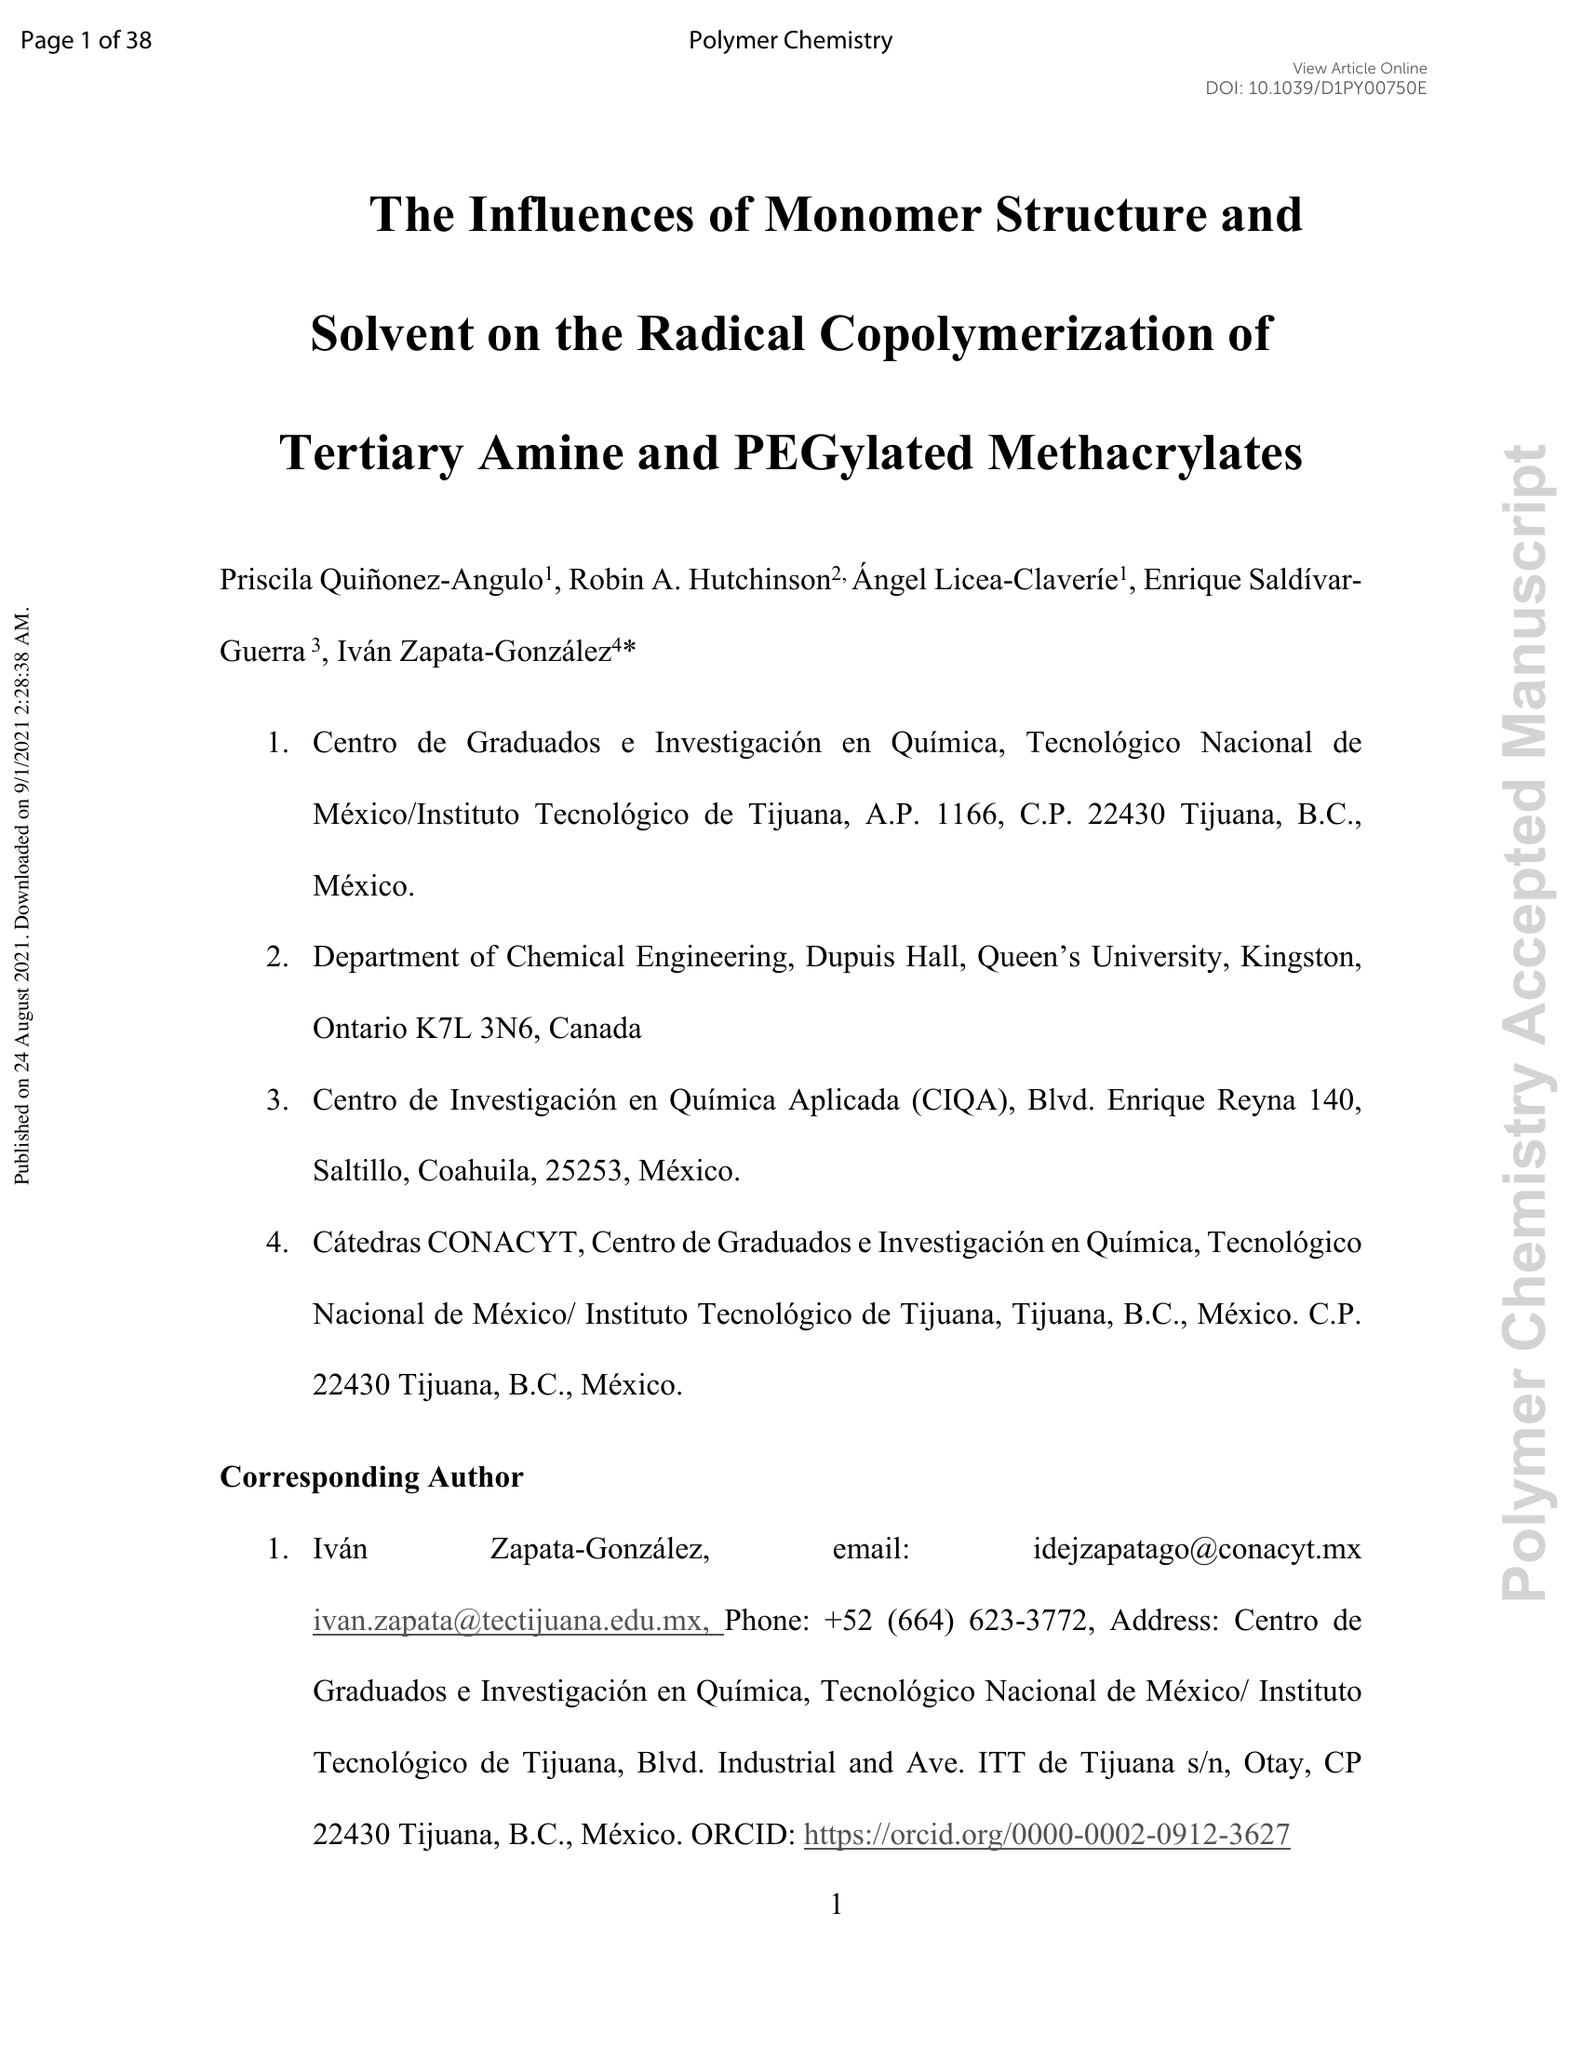 Page 1 of 38
Polymer Chemistry
View Article Online
DOI: 10.1039/D1PY00750E
The Influences of Monomer Structure and
Solvent on the Radical Copolymerization of
Tertiary Amine and PEGylated Methacrylates
Priscila Quiñonez-Angulo1, Robin A. Hutchinson2, Ángel Licea-Claveríe1, Enrique Saldívar-
Guerra 3, Iván Zapata-González4*
1. Centro de Graduados e Investigación en Química, Tecnológico Nacional de
México/Instituto Tecnológico de Tijuana, A.P. 1166, C.P. 22430 Tijuana, B.C.,
México.
2. Department of Chemical Engineering, Dupuis Hall, Queen’s University, Kingston,
Ontario K7L 3N6, Canada
3. Centro de Investigación en Química Aplicada (CIQA), Blvd. Enrique Reyna 140,
Saltillo, Coahuila, 25253, México.
4. Cátedras CONACYT, Centro de Graduados e Investigación en Química, Tecnológico
Nacional de México/ Instituto Tecnológico de Tijuana, Tijuana, B.C., México. C.P.
22430 Tijuana, B.C., México.
Corresponding Author
1. Iván Zapata-González, email: idejzapatago@conacyt.mx
ivan.zapata@tectijuana.edu.mx, Phone: +52 (664) 623-3772, Address: Centro de
Graduados e Investigación en Química, Tecnológico Nacional de México/ Instituto
Tecnológico de Tijuana, Blvd. Industrial and Ave. ITT de Tijuana s/n, Otay, CP
22430 Tijuana, B.C., México. ORCID: https://orcid.org/0000-0002-0912-3627
1
Published on 24 August 2021. Downloaded on 9/1/2021 2:28:38 AM.
Polymer Chemistry Accepted Manuscript